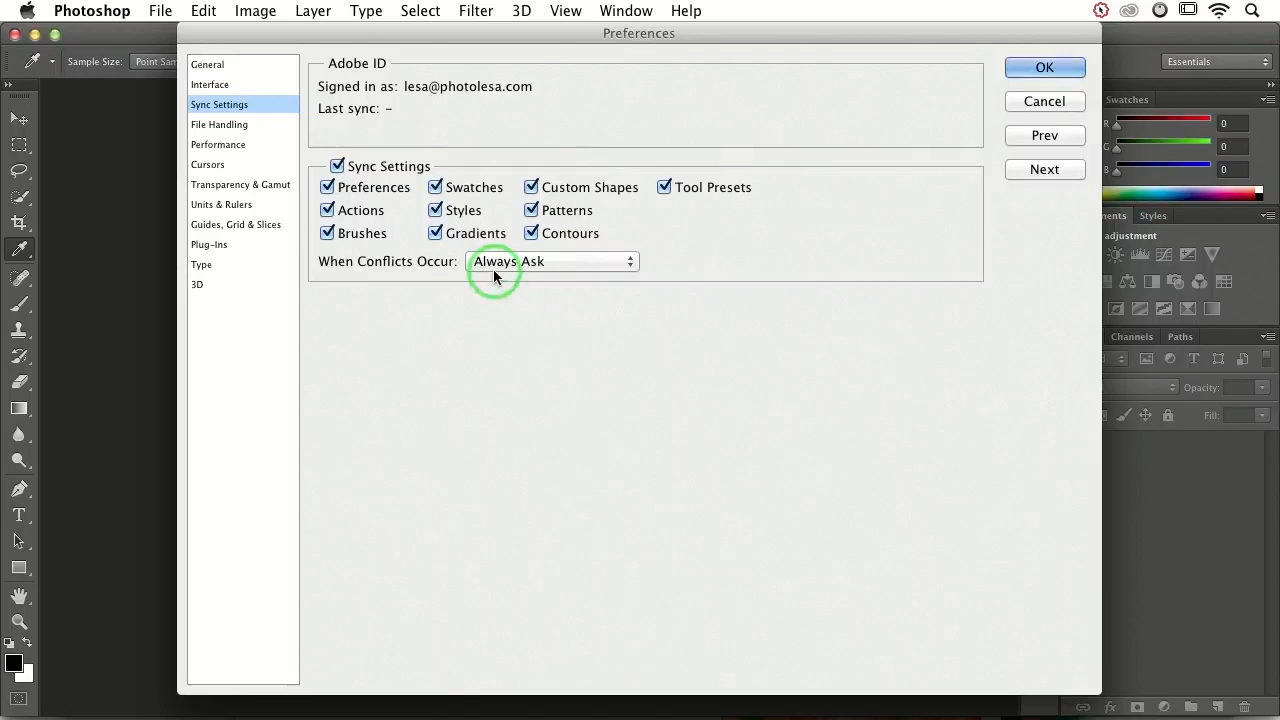 Photoshop File Edit Image Layer Type Select Filter 3D View Window Help
Preferences
Sample Size: Point Sam
Essentials
General
Interface
Sync Settings
File Handling
Performance
Cursors
Transparency & Gamut
Units & Rulers
Guides, Grid & Slices
Plug-Ins
Type
3D
Adobe ID
Signed in as: lesa@photolesa.com
Last sync: –
Sync Settings
Preferences Swatches Custom Shapes Tool Presets
Actions Styles Patterns
Brushes Gradients Contours
When Conflicts Occur: Always Ask
OK
Cancel
Prev
Next
Swatches
R 0
G 0
B 0
ments Styles
adjustment
Channels Paths
Opacity:
Fill: